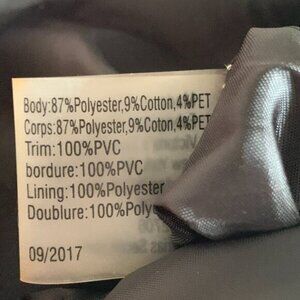 Body:87%Polyester,9%Cotton,4%PET
Corps:87%Polyester,9%Coton,4%PET
Trim:100%PVC
bordure:100%PVC
Lining:100%Polyester
Doublure:100%Polye
09/2017